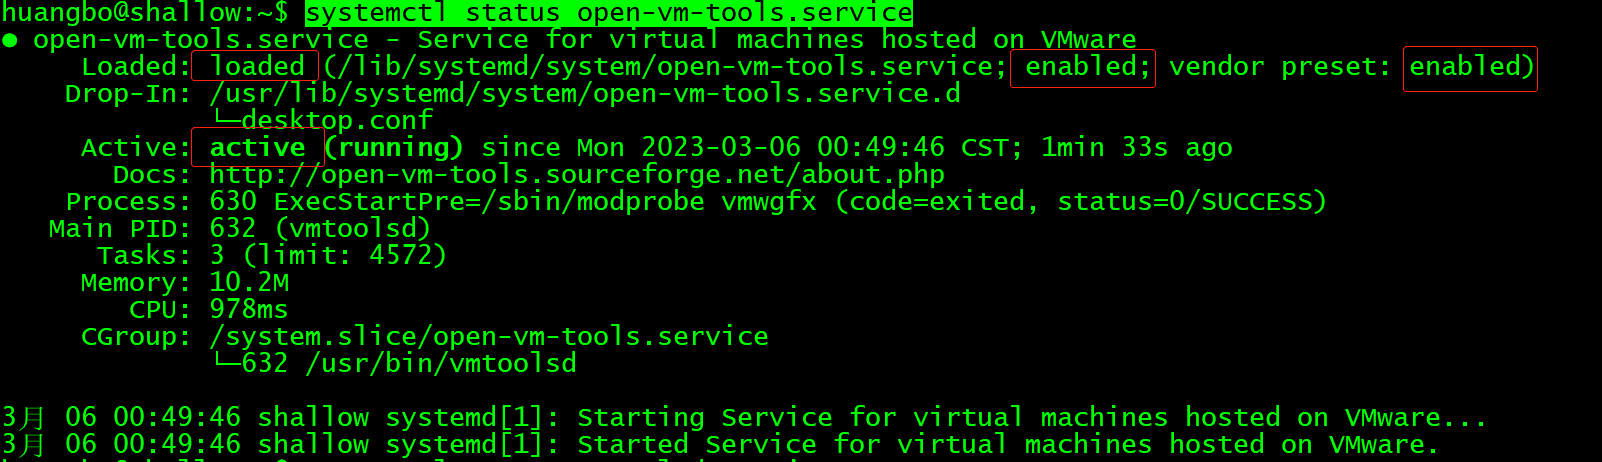 huangbo@shallow:~$ systemctl status open-vm-tools.service
● open-vm-tools.service - Service for virtual machines hosted on VMware
Loaded: loaded (/lib/systemd/system/open-vm-tools.service; enabled; vendor preset: enabled)
Drop-In: /usr/lib/systemd/system/open-vm-tools.service.d
└─desktop.conf
Active: active (running) since Mon 2023-03-06 00:49:46 CST; 1min 33s ago
Docs: http://open-vm-tools.sourceforge.net/about.php
Process: 630 ExecStartPre=/sbin/modprobe vmwgfx (code=exited, status=0/SUCCESS)
Main PID: 632 (vmtoolsd)
Tasks: 3 (limit: 4572)
Memory: 10.2M
CPU: 978ms
CGroup: /system.slice/open-vm-tools.service
└─632 /usr/bin/vmtoolsd
3月 06 00:49:46 shallow systemd[1]: Starting Service for virtual machines hosted on VMware...
3月 06 00:49:46 shallow systemd[1]: Started Service for virtual machines hosted on VMware.